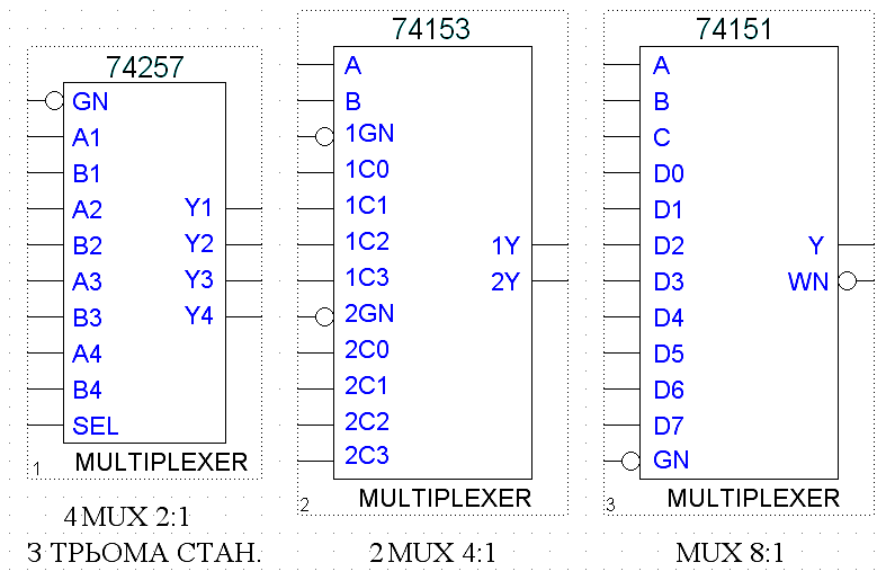 74257
GN
A1
B1
A2
B2
A3
B3
A4
B4
SEL
Y1
Y2
Y3
Y4
1
MULTIPLEXER
4 MUX 2:1
З ТРЬОМА СТАН.
74153
A
B
1GN
1C0
1C1
1C2
1C3
2GN
2C0
2C1
2C2
2C3
1Y
2Y
2
MULTIPLEXER
2 MUX 4:1
74151
A
B
C
D0
D1
D2
D3
D4
D5
D6
D7
GN
Y
WN
3
MULTIPLEXER
MUX 8:1